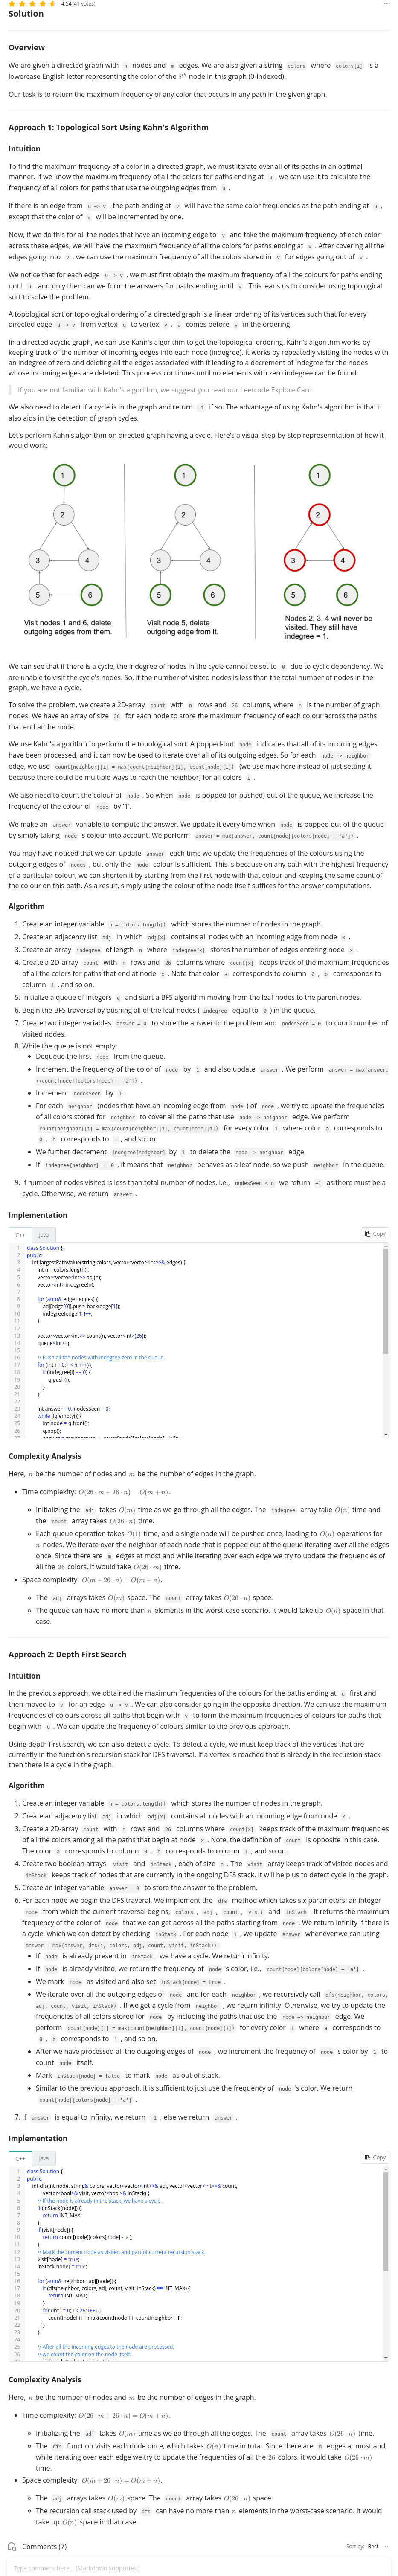 4.54 (41 votes)
Solution
Overview
We are given a directed graph with n nodes and m edges. We are also given a string colors where colors[i] is a
lowercase English letter representing the color of the i^th node in this graph (0-indexed).
Our task is to return the maximum frequency of any color that occurs in any path in the given graph.
Approach 1: Topological Sort Using Kahn's Algorithm
Intuition
To find the maximum frequency of a color in a directed graph, we must iterate over all of its paths in an optimal
manner. If we know the maximum frequency of all the colors for paths ending at u , we can use it to calculate the
frequency of all colors for paths that use the outgoing edges from u .
If there is an edge from u -> v , the path ending at v will have the same color frequencies as the path ending at u ,
except that the color of v will be incremented by one.
Now, if we do this for all the nodes that have an incoming edge to v and take the maximum frequency of each color
across these edges, we will have the maximum frequency of all the colors for paths ending at v . After covering all the
edges going into v , we can use the maximum frequency of all the colors stored in v for edges going out of v .
We notice that for each edge u -> v , we must first obtain the maximum frequency of all the colours for paths ending
until u , and only then can we form the answers for paths ending until v . This leads us to consider using topological
sort to solve the problem.
A topological sort or topological ordering of a directed graph is a linear ordering of its vertices such that for every
directed edge u -> v from vertex u to vertex v , u comes before v in the ordering.
In a directed acyclic graph, we can use Kahn's algorithm to get the topological ordering. Kahn's algorithm works by
keeping track of the number of incoming edges into each node (indegree). It works by repeatedly visiting the nodes with
an indegree of zero and deleting all the edges associated with it leading to a decrement of indegree for the nodes
whose incoming edges are deleted. This process continues until no elements with zero indegree can be found.
If you are not familiar with Kahn's algorithm, we suggest you read our Leetcode Explore Card.
We also need to detect if a cycle is in the graph and return -1 if so. The advantage of using Kahn's algorithm is that it
also aids in the detection of graph cycles.
Let's perform Kahn's algorithm on directed graph having a cycle. Here's a visual step-by-step representation of how it
would work:
1 1 1
2 2 2
3 4 3 4 3 4
5 6 5 6 5 6
Visit nodes 1 and 6, delete
outgoing edges from them.
Visit node 5, delete
outgoing edge from it.
Nodes 2, 3, 4 will never be
visited. They still have
indegree = 1.
We can see that if there is a cycle, the indegree of nodes in the cycle cannot be set to 0 due to cyclic dependency. We
are unable to visit the cycle's nodes. So, if the number of visited nodes is less than the total number of nodes in the
graph, we have a cycle.
To solve the problem, we create a 2D-array count with n rows and 26 columns, where n is the number of graph
nodes. We have an array of size 26 for each node to store the maximum frequency of each colour across the paths
that end at the node.
We use Kahn's algorithm to perform the topological sort. A popped-out node indicates that all of its incoming edges
have been processed, and it can now be used to iterate over all of its outgoing edges. So for each node -> neighbor
edge, we use count[neighbor][i] = max(count[neighbor][i], count[node][i]) (we use max here instead of just setting it
because there could be multiple ways to reach the neighbor) for all colors i .
We also need to count the colour of node . So when node is popped (or pushed) out of the queue, we increase the
frequency of the colour of node by '1'.
We make an answer variable to compute the answer. We update it every time when node is popped out of the queue
by simply taking node 's colour into account. We perform answer = max(answer, count[node][colors[node] - 'a']) .
You may have noticed that we can update answer each time we update the frequencies of the colours using the
outgoing edges of nodes , but only the node colour is sufficient. This is because on any path with the highest frequency
of a particular colour, we can convert it by starting from the first node with that colour and keeping the same amount of
the colour on this path. As a result, simply using the colour of the node itself suffices for the answer computations.
Algorithm
1. Create an integer variable n = colors.length() which stores the number of nodes in the graph.
2. Create an adjacency list adj in which adj[x] contains all nodes with an incoming edge from node x .
3. Create an array indegree of length n where indegree[x] stores the number of edges entering node x .
4. Create a 2D-array count with n rows and 26 columns where count[x] keeps track of the maximum frequencies
of all the colors for paths that end at node x . Note that color a corresponds to column 0 , b corresponds to
column 1 , and so on.
5. Initialize a queue of integers q and start a BFS algorithm moving from the leaf nodes to the parent nodes.
6. Begin the BFS traversal by pushing all of the leaf nodes ( indegree equal to 0 ) in the queue.
7. Create two integer variables answer = 0 to store the answer to the problem and nodesSeen = 0 to count number of
visited nodes.
8. While the queue is not empty;
Dequeue the first node from the queue.
Increment the frequency of the color of node by 1 and also update answer . We perform answer = max(answer,
++count[node][colors[node] - 'a']) .
Increment nodeseen by 1 .
For each neighbor (nodes that have an incoming edge from node ) of node , we try to update the frequencies
of all colors stored for neighbor to cover all the paths that use node -> neighbor edge. We perform
count[neighbor][i] = max(count[neighbor][i], count[node][i]) for every color i where color a corresponds to
0 , b corresponds to 1 , and so on.
We further decrement indegree[neighbor] by 1 to delete the node -> neighbor edge.
If indegree[neighbor] == 0 , it means that neighbor behaves as a leaf node, so we push neighbor in the queue.
9. If number of nodes visited is less than total number of nodes, i.e., nodesSeen < n we return -1 as there must be a
cycle. Otherwise, we return answer .
Implementation
C++ Java Copy
1 class Solution {
2 public:
3 int largestPathValue(string colors, vector<vector<int>>& edges) {
4 int n = colors.length();
5 vector<vector<int>> adj(n);
6 vector<int> indegree(n);
7
8 for (auto& edge : edges) {
9 adj[edge[0]].push_back(edge[1]);
10 indegree[edge[1]]++;
11 }
12
13 vector<vector<int>> count(n, vector<int>(26));
14 queue<int> q;
15
16 // Push all the nodes with indegree zero in the queue.
17 for (int i = 0; i < n; i++) {
18 if (indegree[i] == 0) {
19 q.push(i);
20 }
21 }
22
23 int answer = 0, nodesSeen = 0;
24 while (!q.empty()) {
25 int node = q.front();
26 q.pop();
Complexity Analysis
Here, n be the number of nodes and m be the number of edges in the graph.
Time complexity: O(26 · m + 26 · n) = O(m + n).
Initializing the adj takes O(m) time as we go through all the edges. The indegree array take O(n) time and
the count array takes O(26 · n) time.
Each queue operation takes O(1) time, and a single node will be pushed once, leading to O(n) operations for
n nodes. We iterate over the neighbor of each node that is popped out of the queue iterating over all the edges
once. Since there are m edges at most and while iterating over each edge we try to update the frequencies of
all the 26 colors, it would take O(26 · m) time.
Space complexity: O(m + 26 · n) = O(m + n).
The adj arrays takes O(m) space. The count array takes O(26 · n) space.
The queue can have no more than n elements in the worst-case scenario. It would take up O(n) space in that
case.
Approach 2: Depth First Search
Intuition
In the previous approach, we obtained the maximum frequencies of the colours for the paths ending at u first and
then moved to v for an edge u -> v . We can also consider going in the opposite direction. We can use the maximum
frequencies of colours across all paths that begin with v to form the maximum frequencies of colours for paths that
begin with u . We can update the frequency of colours similar to the previous approach.
Using depth first search, we can also detect a cycle. To detect a cycle, we must keep track of the vertices that are
currently in the function's recursion stack for DFS traversal. If a vertex is reached that is already in the recursion stack
then there is a cycle in the graph.
Algorithm
1. Create an integer variable n = colors.length() which stores the number of nodes in the graph.
2. Create an adjacency list adj in which adj[x] contains all nodes with an incoming edge from node x .
3. Create a 2D-array count with n rows and 26 columns where count[x] keeps track of the maximum frequencies
of all the colors among all the paths that begin at node x . Note, the definition of count is opposite in this case.
The color a corresponds to column 0 , b corresponds to column 1 , and so on.
4. Create two boolean arrays, visit and inStack , each of size n . The visit array keeps track of visited nodes and
inStack keeps track of nodes that are currently in the ongoing DFS stack. It will help us to detect cycle in the graph.
5. Create an integer variable answer = 0 to store the answer to the problem.
6. For each node we begin the DFS traversal. We implement the dfs method which takes six parameters: an integer
node from which the current traversal begins, colors , adj , count , visit and inStack . It returns the maximum
frequency of the color of node that we can get across all the paths starting from node . We return infinity if there is
a cycle, which we can detect by checking inStack . For each node i , we update answer whenever we can using
answer = max(answer, dfs(i, colors, adj, count, visit, inStack)) :
If node is already present in inStack , we have a cycle. We return infinity.
If node is already visited, we return the frequency of node 's color, i.e., count[node][colors[node] - 'a'] .
We mark node as visited and also set inStack[node] = true .
We iterate over all the outgoing edges of node and for each neighbor , we recursively call dfs(neighbor, colors,
adj, count, visit, inStack) . If we get a cycle from neighbor , we return infinity. Otherwise, we try to update the
frequencies of all colors stored for node by including the paths that use the node -> neighbor edge. We
perform count[node][i] = max(count[neighbor][i], count[node][i]) for every color i where a corresponds to
0 , b corresponds to 1 , and so on.
After we have processed all the outgoing edges of node , we increment the frequency of node 's color by 1 to
count node itself.
Mark inStack[node] = false to mark node as out of stack.
Similar to the previous approach, it is sufficient to just use the frequency of node 's color. We return
count[node][colors[node] - 'a'] .
7. If answer is equal to infinity, we return -1 , else we return answer .
Implementation
C++ Java Copy
1 class Solution {
2 public:
3 int dfs(int node, string& colors, vector<vector<int>>& adj, vector<vector<int>>& count,
4 vector<bool>& visit, vector<bool>& inStack) {
5 // If the node is already in the stack, we have a cycle.
6 if (inStack[node]) {
7 return INT_MAX;
8 }
9 if (visit[node]) {
10 return count[node][colors[node] - 'a'];
11 }
12 // Mark the current node as visited and part of current recursion stack.
13 visit[node] = true;
14 inStack[node] = true;
15
16 for (auto& neighbor : adj[node]) {
17 if (dfs(neighbor, colors, adj, count, visit, inStack) == INT_MAX) {
18 return INT_MAX;
19 }
20 for (int i = 0; i < 26; i++) {
21 count[node][i] = max(count[node][i], count[neighbor][i]);
22 }
23 }
24
25 // After all the incoming edges to the node are processed,
26 // we count the color on the node itself.
Complexity Analysis
Here, n be the number of nodes and m be the number of edges in the graph.
Time complexity: O(26 · m + 26 · n) = O(m + n).
Initializing the adj takes O(m) time as we go through all the edges. The count array takes O(26 · n) time.
The dfs function visits each node once, which takes O(n) time in total. Since there are m edges at most and
while iterating over each edge we try to update the frequencies of all the 26 colors, it would take O(26 · m)
time.
Space complexity: O(m + 26 · n) = O(m + n).
The adj arrays takes O(m) space. The count array takes O(26 · n) space.
The recursion call stack used by dfs can have no more than n elements in the worst-case scenario. It would
take up O(n) space in that case.
Comments (7) Sort by: Best
Type comment here... (Markdown supported)